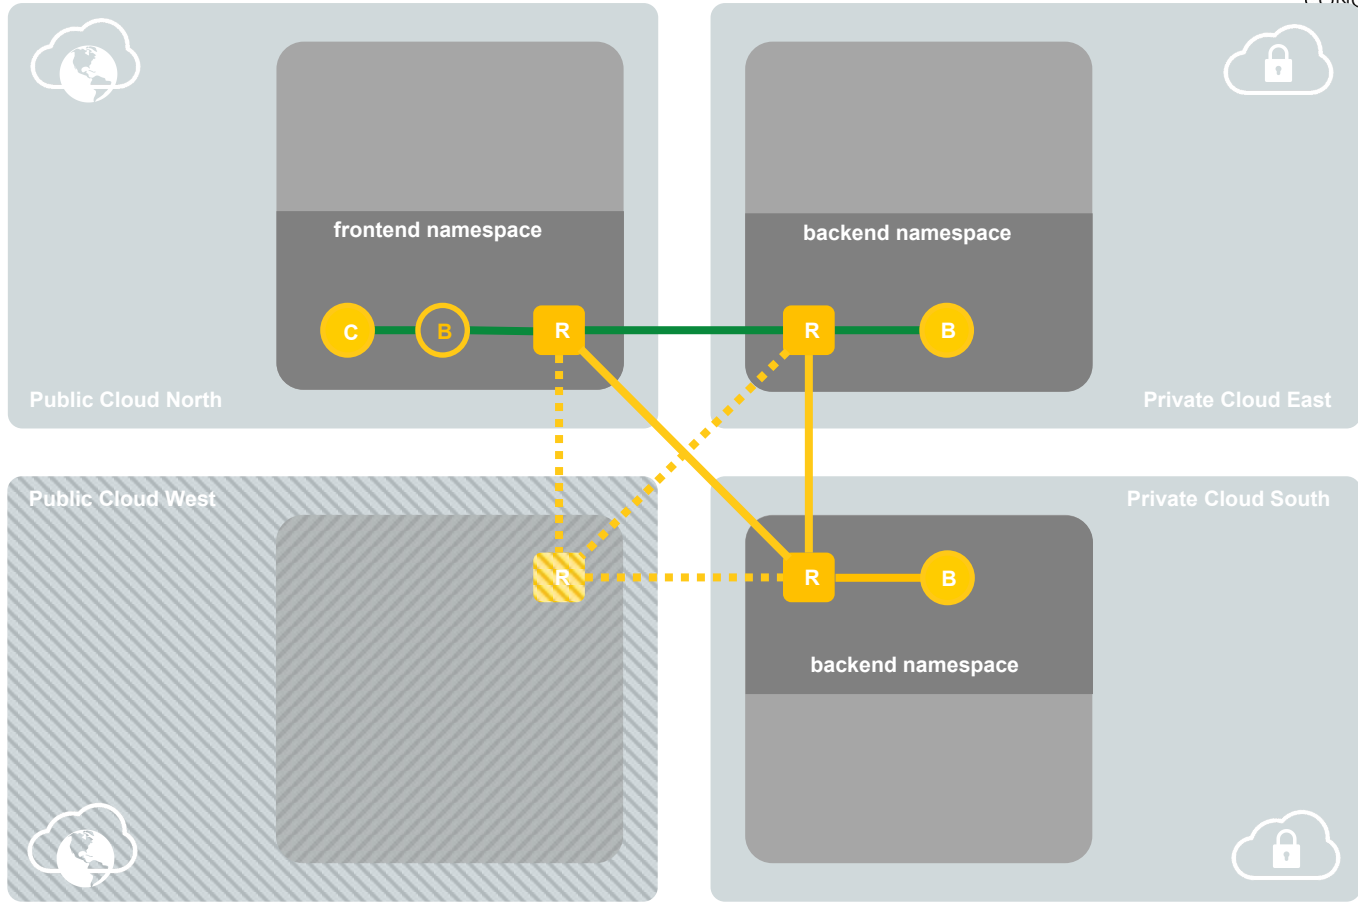 frontend namespace
backend namespace
C B R R B
Public Cloud North
Private Cloud East
Public Cloud West
Private Cloud South
R R B
backend namespace